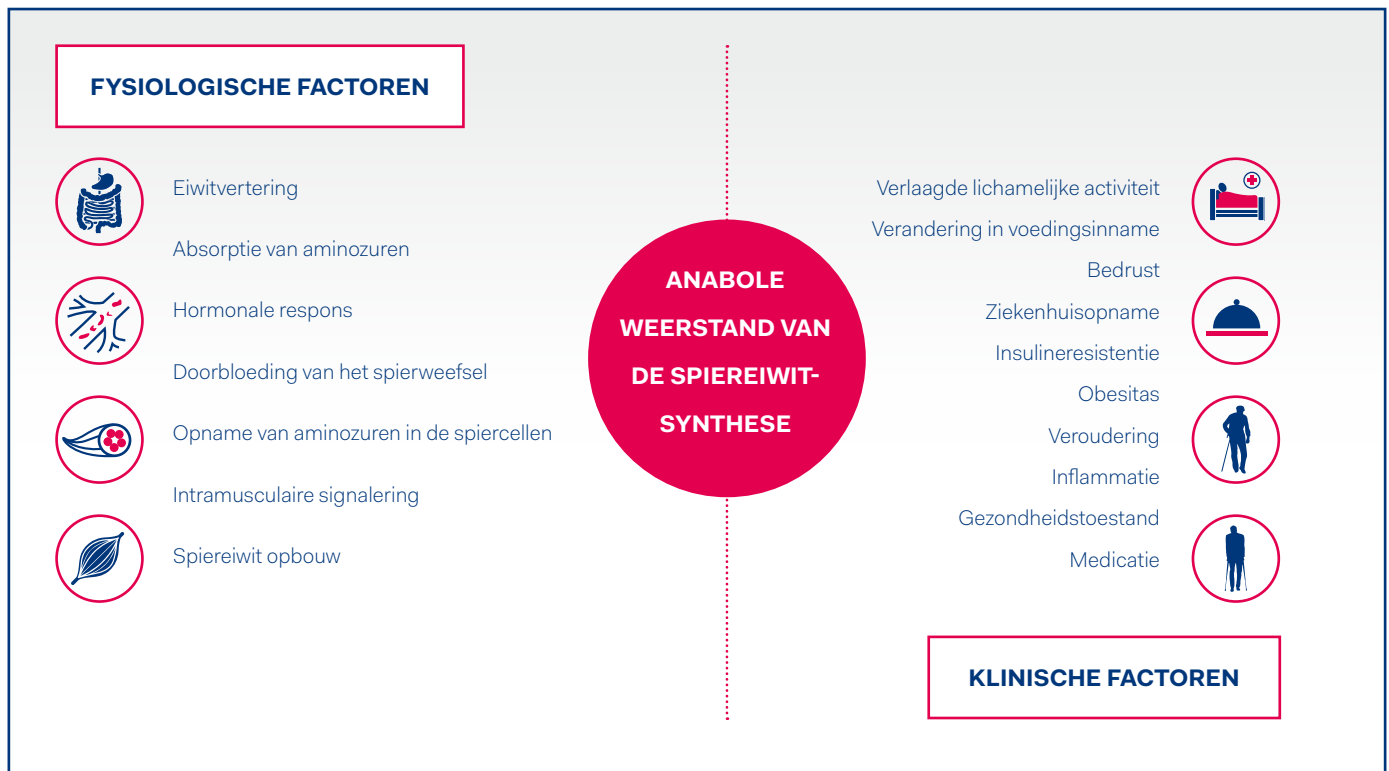 FYSIOLOGISCHE FACTOREN
Eiwitvertering
Absorptie van aminozuren
Hormonale respons
Doorbloeding van het spierweefsel
Opname van aminozuren in de spiercellen
Intramusculaire signalering
Spiereiwit opbouw
ANABOLE
WEERSTAND VAN
DE SPIEREIWIT-
SYNTHESE
Verlaagde lichamelijke activiteit
Verandering in voedingsinname
Bedrust
Ziekenhuisopname
Insulineresistentie
Obesitas
Veroudering
Inflammatie
Gezondheidstoestand
Medicatie
KLINISCHE FACTOREN